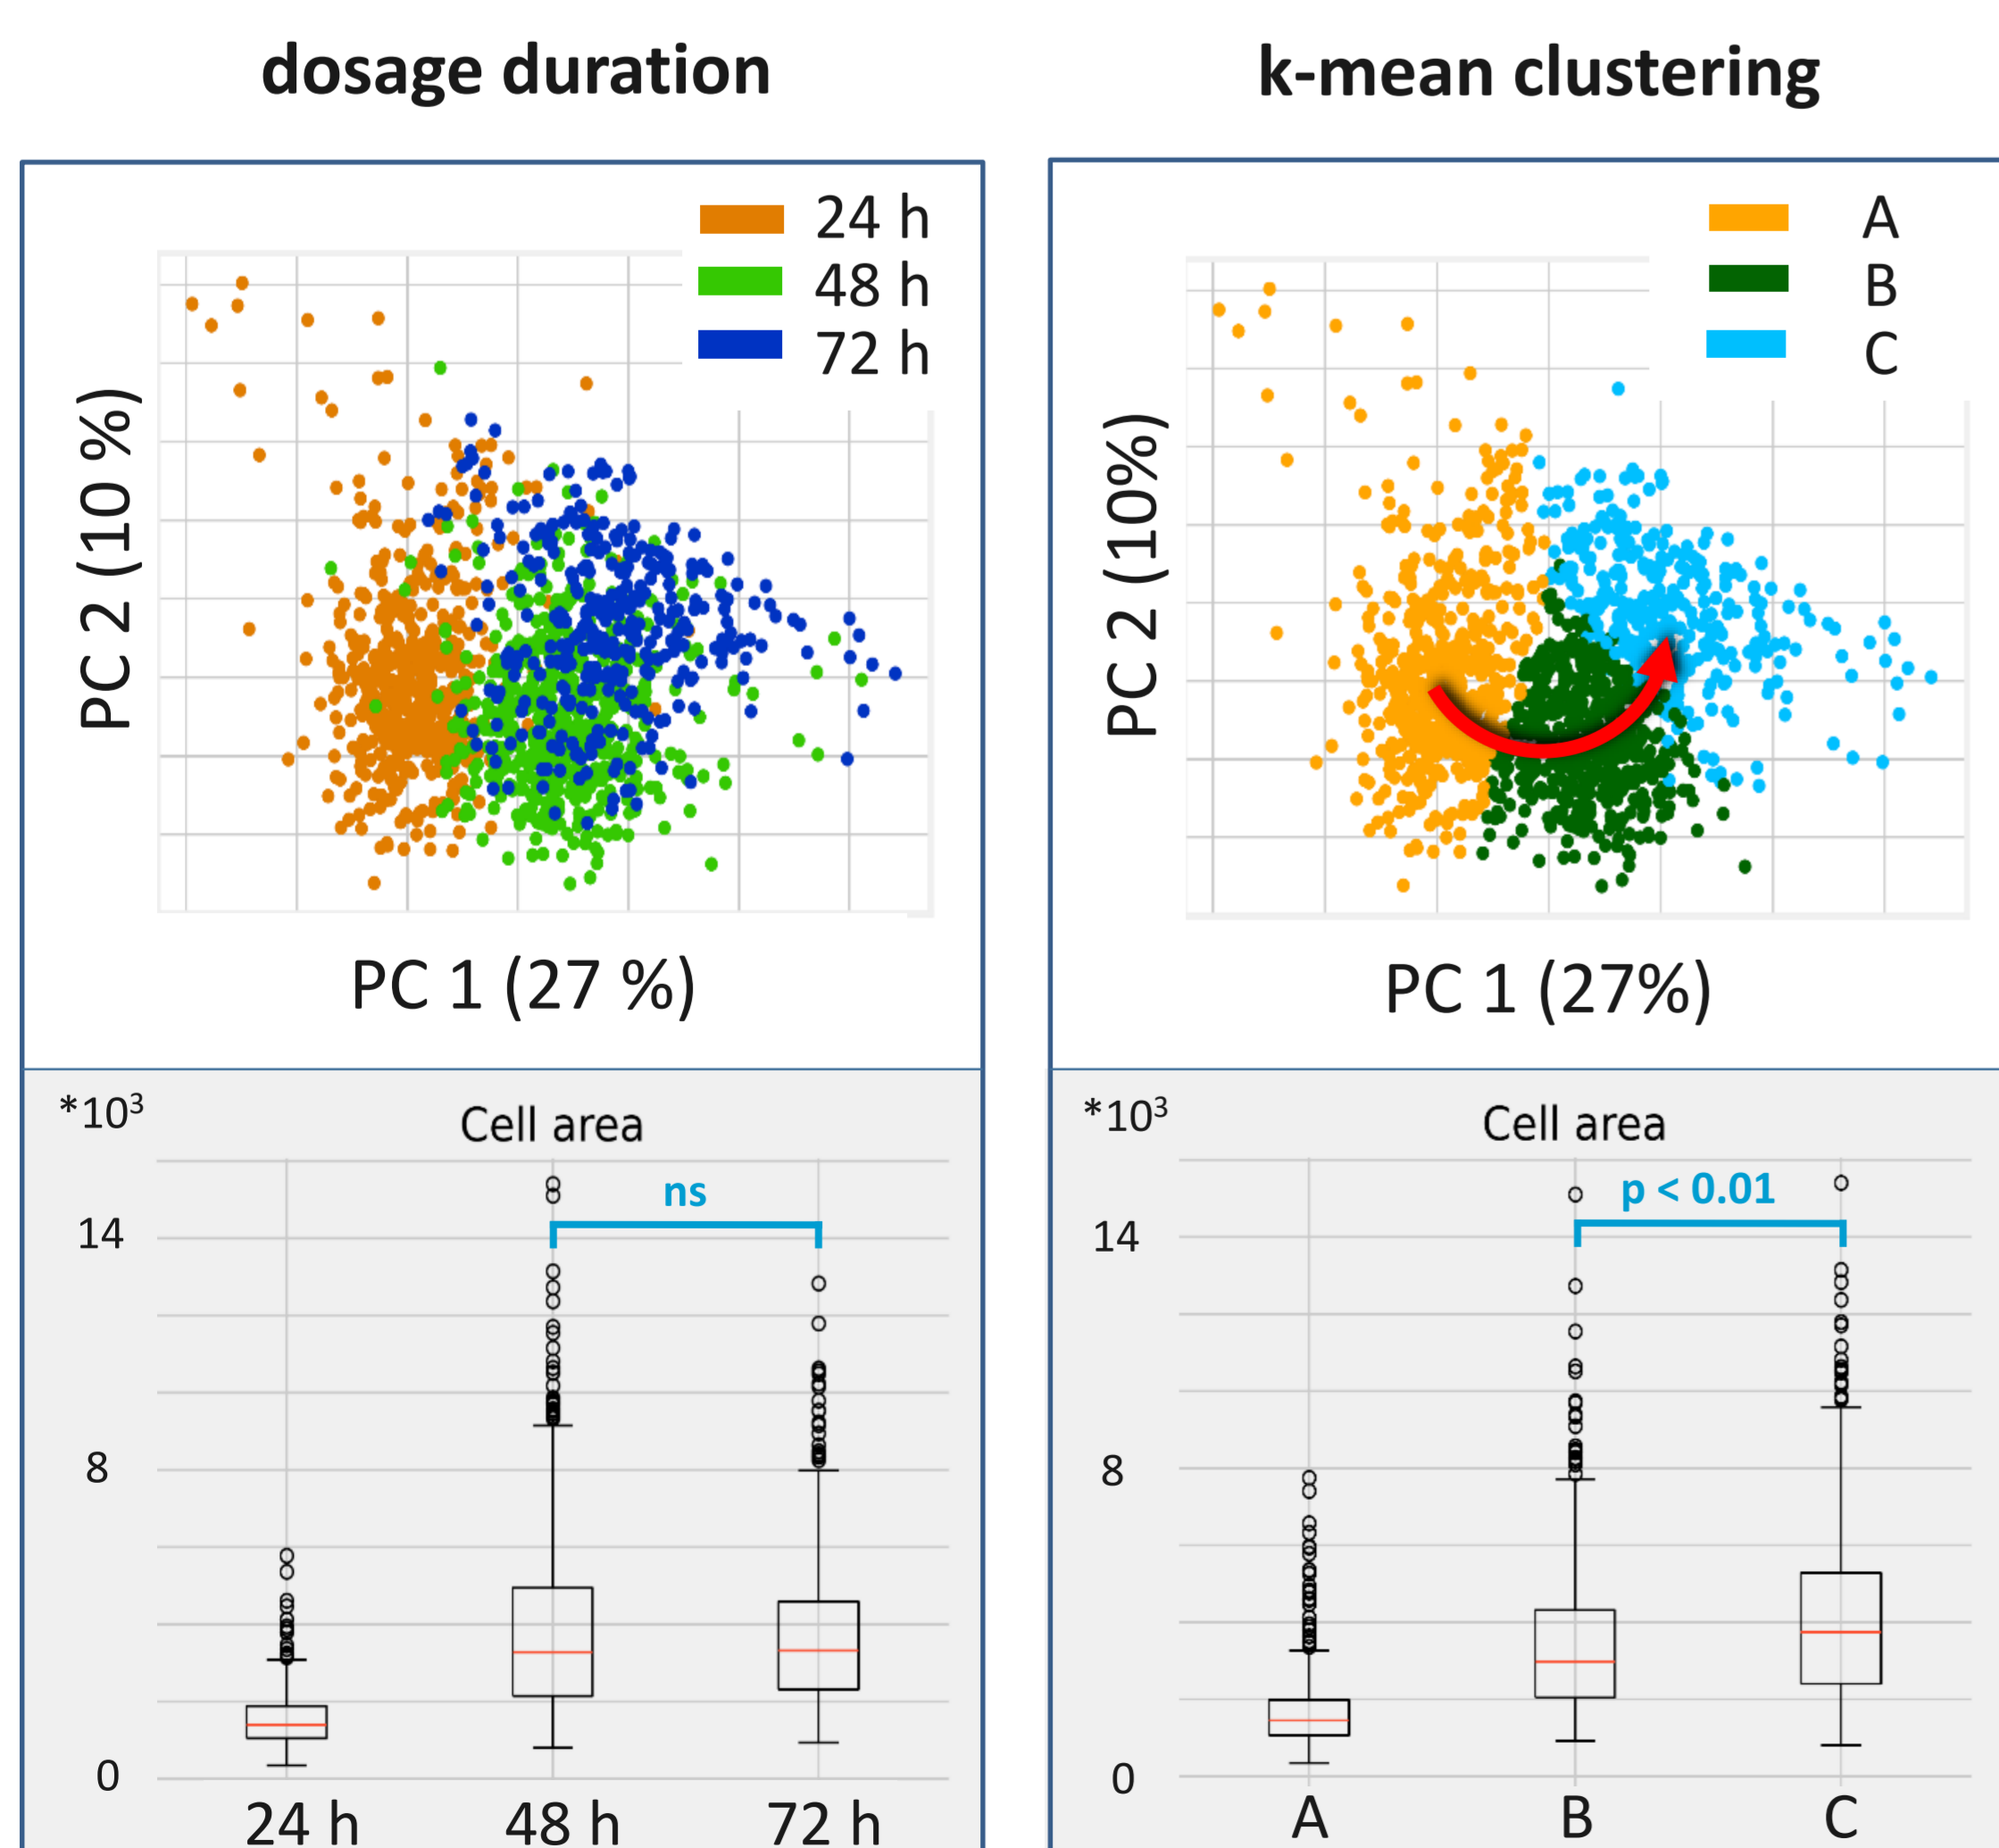 dosage duration
24 h
48 h
72 h
PC 2 (10 %)
PC 1 (27 %)
*10³
Cell area
ns
14
8
0
24 h
48 h
72 h
k-mean clustering
A
B
C
PC 2 (10%)
PC 1 (27%)
*10³
Cell area
p < 0.01
14
8
0
A
B
C